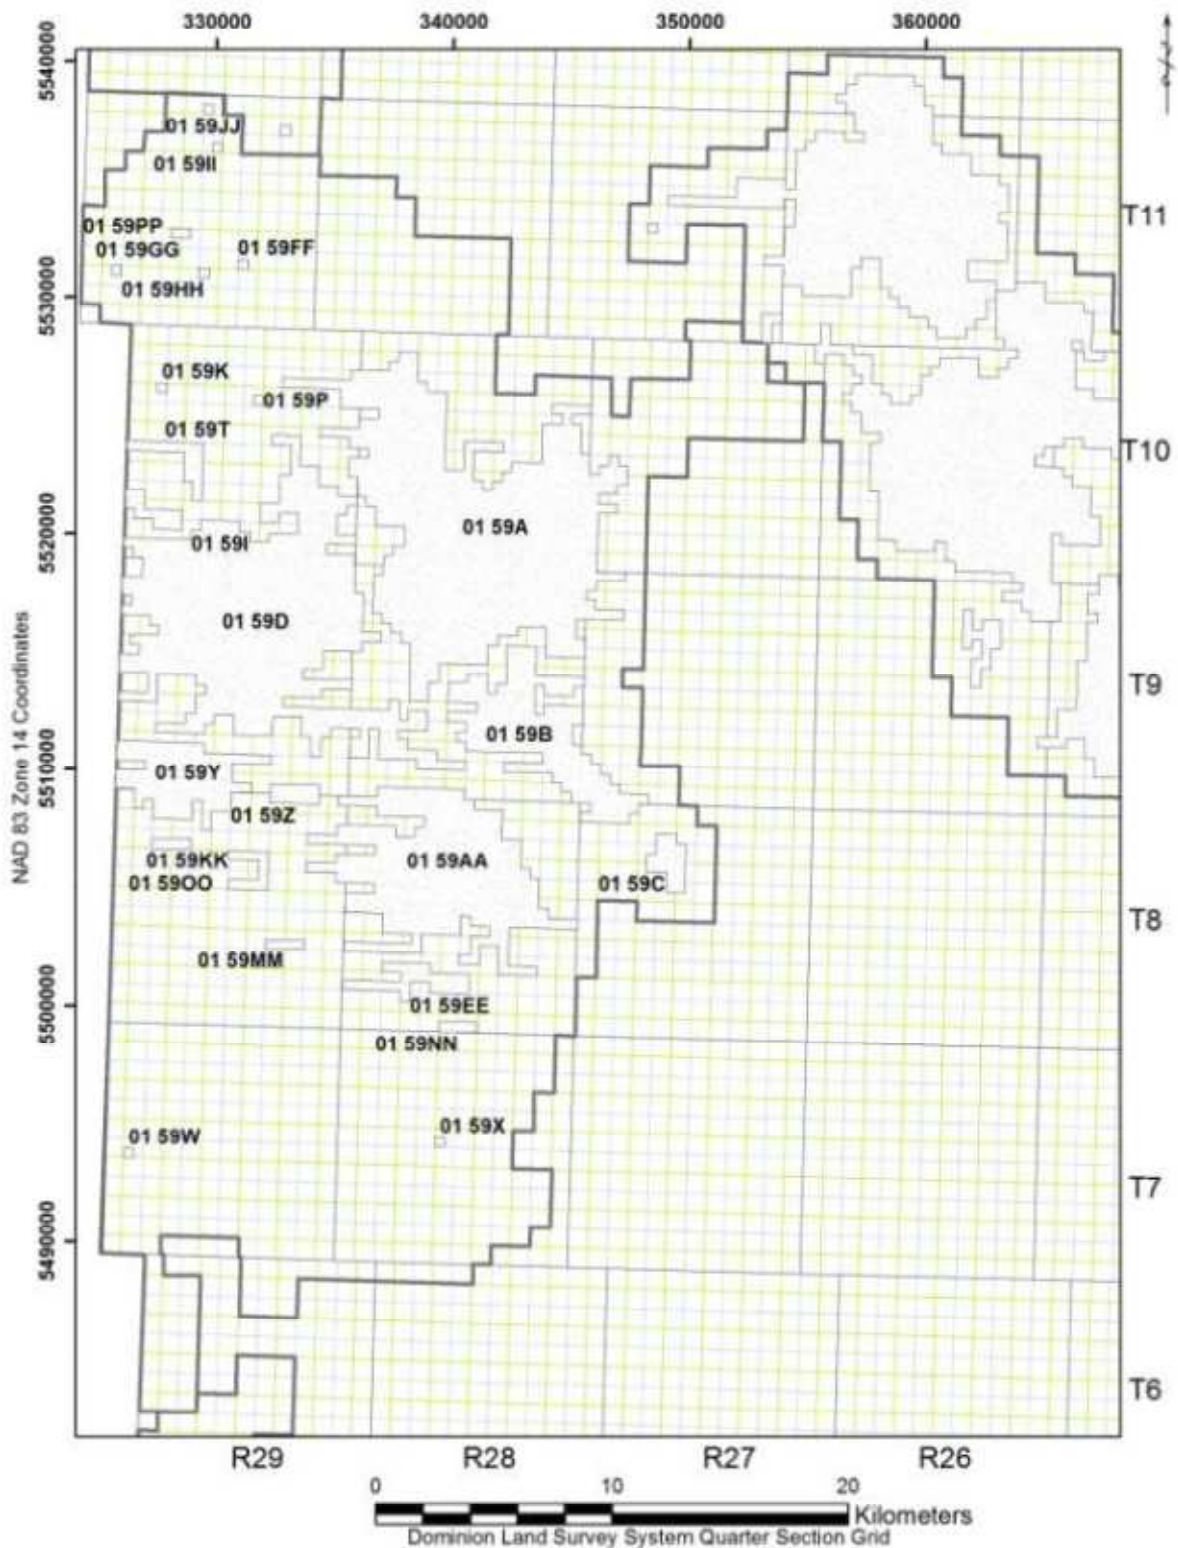 330000 340000 350000 360000
5540000
01 59JJ
01 59II
T11
01 59PP
01 59GG
01 59FF
01 59HH
5530000
01 59K
01 59P
01 59T
T10
01 59A
5520000
01 59I
01 59D
NAD 83 Zone 14 Coordinates
T9
01 59B
5510000
01 59Y
01 59Z
01 59KK
01 59AA
01 59OO
01 59C
T8
01 59MM
5500000
01 59EE
01 59NN
01 59X
01 59W
T7
5490000
T6
R29 R28 R27 R26
0 10 20
Kilometers
Dominion Land Survey System Quarter Section Grid